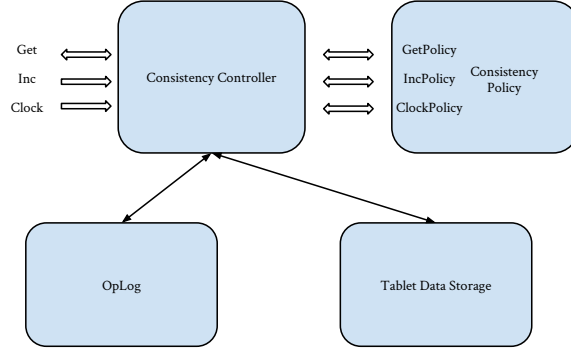 Get
Inc
Clock
Consistency Controller
GetPolicy
IncPolicy
ClockPolicy
Consistency
Policy
OpLog
Tablet Data Storage